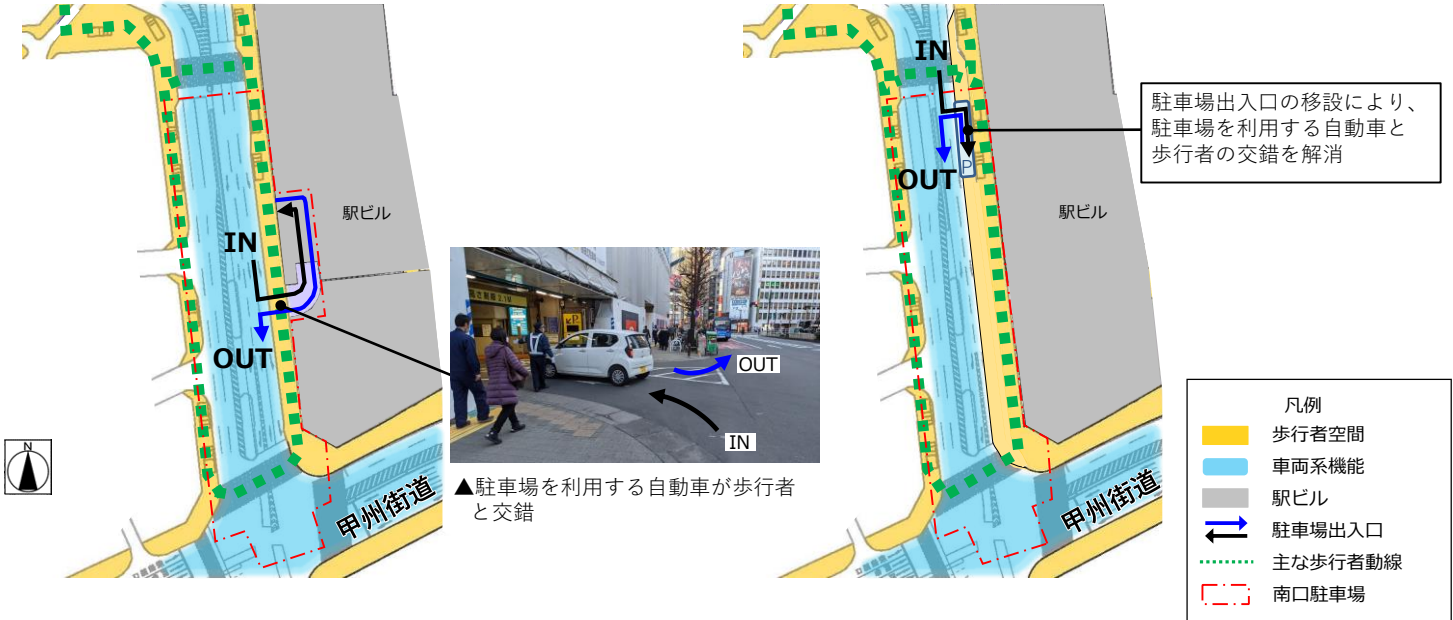 IN
OUT
駅ビル
甲州街道
N
OUT
IN
▲駐車場を利用する自動車が歩行者
と交錯
IN
OUT
P
駅ビル
甲州街道
駐車場出入口の移設により、
駐車場を利用する自動車と
歩行者の交錯を解消
凡例
歩行者空間
車両系機能
駅ビル
駐車場出入口
主な歩行者動線
南口駐車場